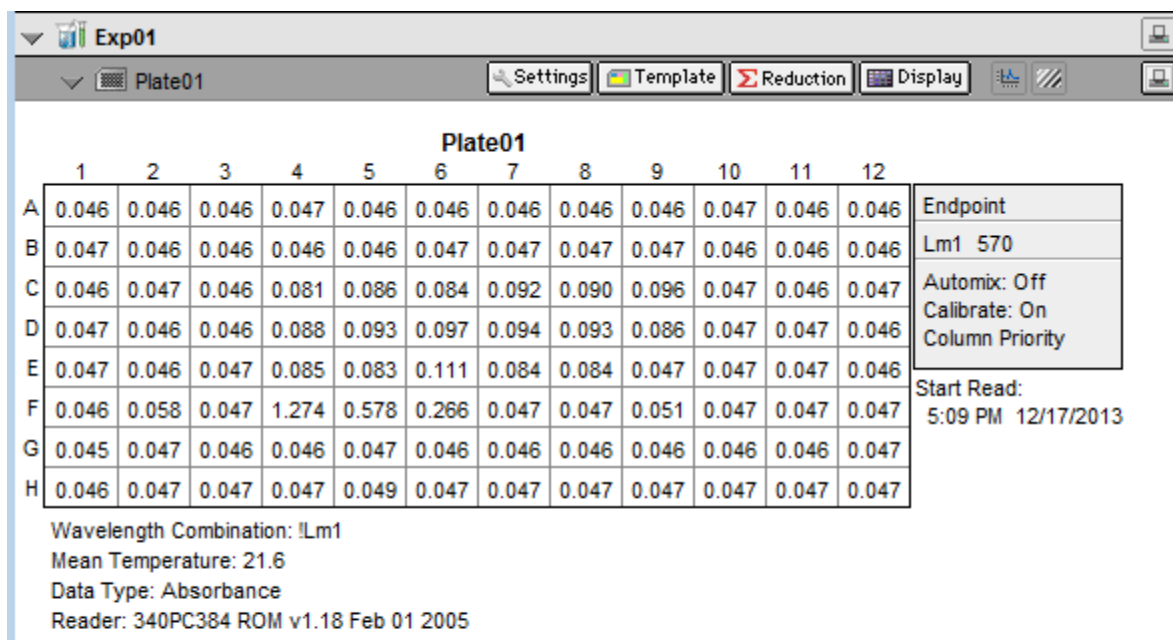 Exp01
Plate01 Settings Template Reduction Display
Plate01
1 2 3 4 5 6 7 8 9 10 11 12
A 0.046 0.046 0.046 0.047 0.046 0.046 0.046 0.046 0.046 0.047 0.046 0.046
B 0.047 0.046 0.046 0.046 0.046 0.047 0.047 0.047 0.047 0.046 0.046 0.046
C 0.046 0.047 0.046 0.081 0.086 0.084 0.092 0.090 0.096 0.047 0.046 0.047
D 0.047 0.046 0.046 0.088 0.093 0.097 0.094 0.093 0.086 0.047 0.047 0.046
E 0.047 0.046 0.047 0.085 0.083 0.111 0.084 0.084 0.047 0.047 0.047 0.046
F 0.046 0.058 0.047 1.274 0.578 0.266 0.047 0.047 0.051 0.047 0.047 0.047
G 0.045 0.047 0.046 0.046 0.047 0.046 0.046 0.046 0.046 0.046 0.046 0.047
H 0.046 0.047 0.047 0.047 0.049 0.047 0.047 0.047 0.047 0.047 0.047 0.047
Endpoint
Lm1 570
Automix: Off
Calibrate: On
Column Priority
Start Read:
5:09 PM 12/17/2013
Wavelength Combination: !Lm1
Mean Temperature: 21.6
Data Type: Absorbance
Reader: 340PC384 ROM v1.18 Feb 01 2005